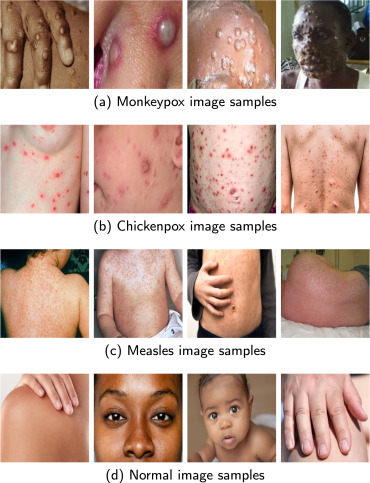 (a) Monkeypox image samples
(b) Chickenpox image samples
(c) Measles image samples
(d) Normal image samples